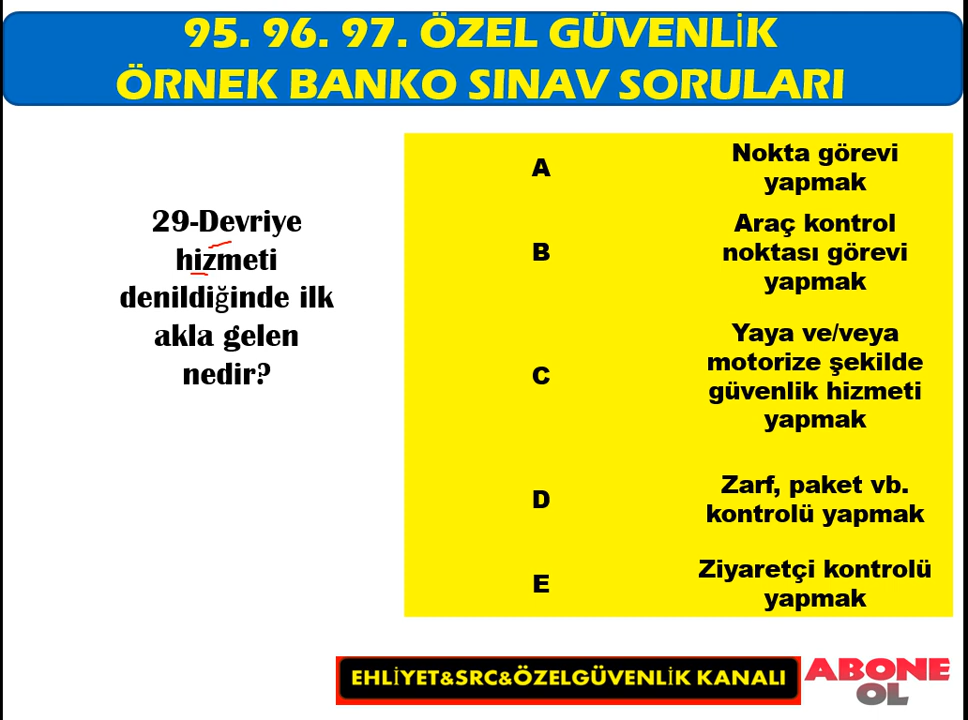 95. 96. 97. ÖZEL GÜVENLİK
ÖRNEK BANKO SINAV SORULARI
29-Devriye
hizmeti
denildiğinde ilk
akla gelen
nedir?
A
Nokta görevi
yapmak
B
Araç kontrol
noktası görevi
yapmak
C
Yaya ve/veya
motorize şekilde
güvenlik hizmeti
yapmak
D
Zarf, paket vb.
kontrolü yapmak
E
Ziyaretçi kontrolü
yapmak
EHLİYET&SRC&ÖZELGÜVENLİK KANALI
ABONE
OL